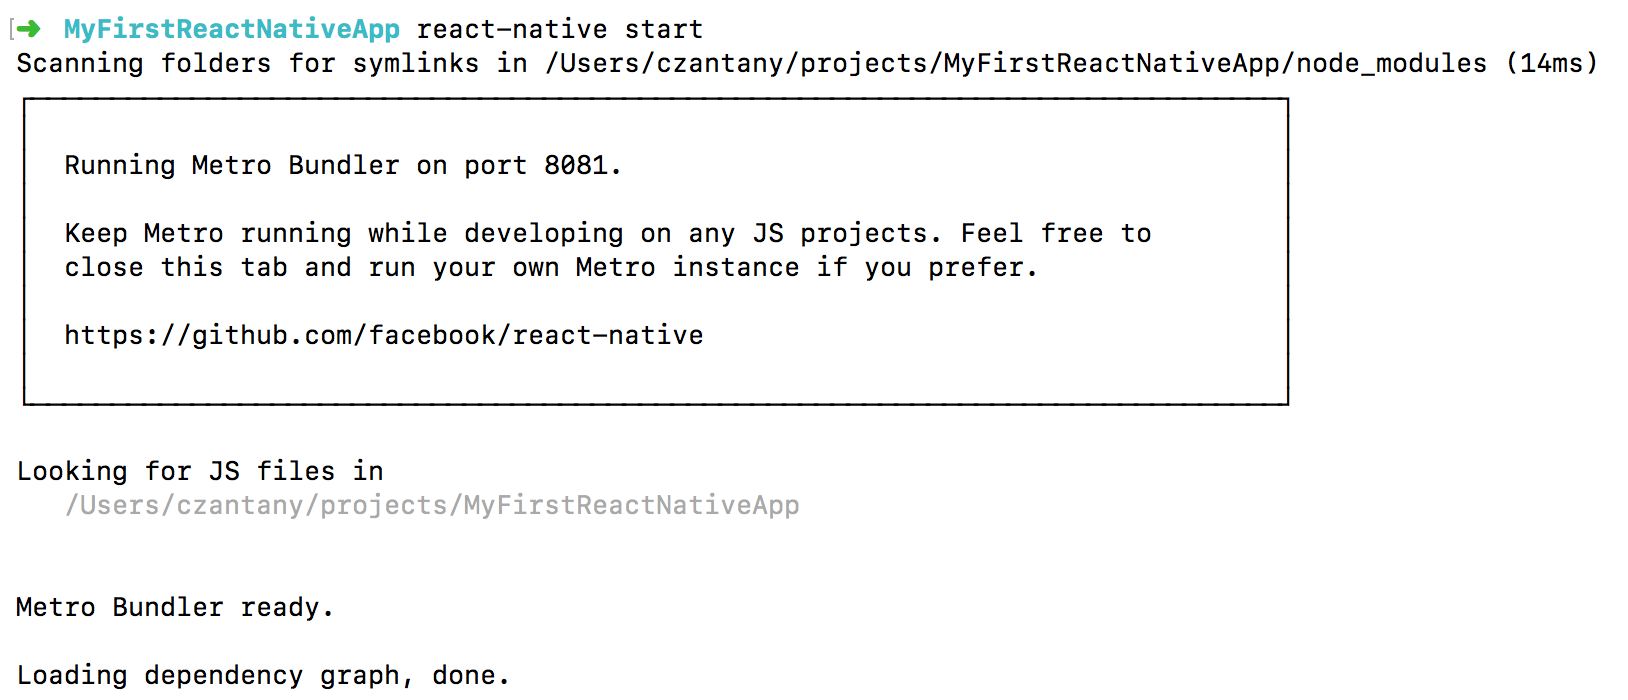 [➜ MyFirstReactNativeApp react-native start
Scanning folders for symlinks in /Users/czantany/projects/MyFirstReactNativeApp/node_modules (14ms)
Running Metro Bundler on port 8081.
Keep Metro running while developing on any JS projects. Feel free to
close this tab and run your own Metro instance if you prefer.
https://github.com/facebook/react-native
Looking for JS files in
/Users/czantany/projects/MyFirstReactNativeApp
Metro Bundler ready.
Loading dependency graph, done.